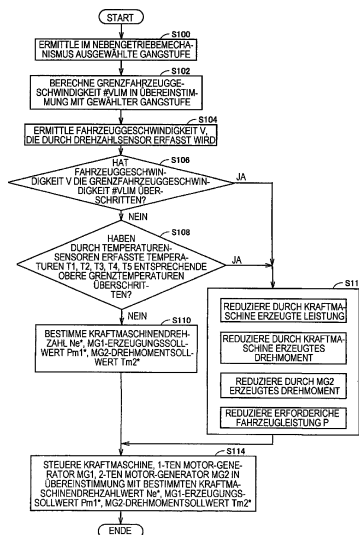 START
S100
ERMITTLE IM NEBENGETRIEBEMECHA-
NISMUS AUSGEWÄHLTE GANGSTUFE
S102
BERECHNE GRENZFAHRZEUGGE-
SCHWINDIGKEIT #VLIM IN ÜBEREINSTIM-
MUNG MIT GEWÄHLTER GANGSTUFE
S104
ERMITTLE FAHRZEUGGESCHWINDIGKEIT V,
DIE DURCH DREHZAHLSENSOR ERFASST WIRD
S106
HAT
FAHRZEUGGESCHWIN-
DIGKEIT V DIE GRENZFAHRZEUGGESCHWIN-
DIGKEIT #VLIM ÜBER-
SCHRITTEN?
JA
NEIN
S108
HABEN
DURCH TEMPERATUR-
SENSOREN ERFASSTE TEMPERA-
TUREN T1, T2, T3, T4, T5 ENTSPRECHENDE
OBERE GRENZTEMPERATUREN
ÜBERSCHRIT-
TEN?
JA
NEIN
S110
BESTIMME KRAFTMASCHINENDREH-
ZAHL Ne*, MG1-ERZEUGUNGSSOLL-
WERT Pm1*, MG2-DREHMOMENTSOLL-
WERT Tm2*
S11
REDUZIERE DURCH KRAFTMA-
SCHINE ERZEUGTE LEISTUNG
REDUZIERE DURCH KRAFTMA-
SCHINE ERZEUGTES
DREHMOMENT
REDUZIERE DURCH MG2
ERZEUGTES DREHMOMENT
REDUZIERE ERFORDERICHE
FAHRZEUGLEISTUNG P
S114
STEUERE KRAFTMASCHINE, 1-TEN MOTOR-GENE-
RATOR MG1, 2-TEN MOTOR-GENERATOR MG2 IN
ÜBEREINSTIMMUNG MIT BESTIMMTEN KRAFTMA-
SCHINENDREHZAHLWERT Ne*, MG1-ERZEUGUNGS-
SOLLWERT Pm1*, MG2-DREHMOMENTSOLLWERT Tm2*
ENDE